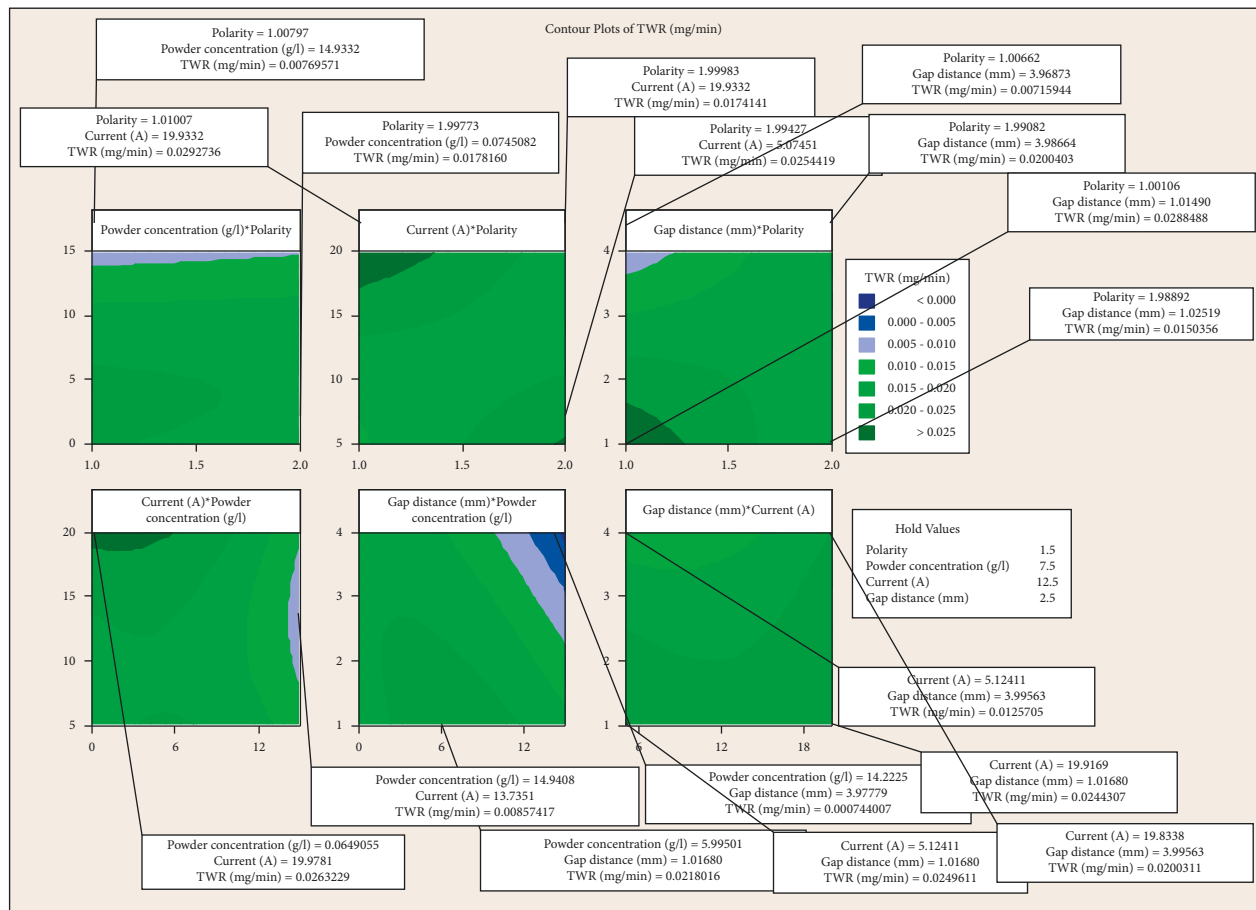 Contour Plots of TWR (mg/min)
Polarity = 1.00797
Powder concentration (g/l) = 14.9332
TWR (mg/min) = 0.00769571
Polarity = 1.01007
Current (A) = 19.9332
TWR (mg/min) = 0.0292736
Polarity = 1.99773
Powder concentration (g/l) = 0.0745082
TWR (mg/min) = 0.0178160
Polarity = 1.99983
Current (A) = 19.9332
TWR (mg/min) = 0.0174141
Polarity = 1.99427
Current (A) = 5.07451
TWR (mg/min) = 0.0254419
Polarity = 1.00662
Gap distance (mm) = 3.96873
TWR (mg/min) = 0.00715944
Polarity = 1.99082
Gap distance (mm) = 3.98664
TWR (mg/min) = 0.0200403
Polarity = 1.00106
Gap distance (mm) = 1.01490
TWR (mg/min) = 0.0288488
Polarity = 1.98892
Gap distance (mm) = 1.02519
TWR (mg/min) = 0.0150356
Powder concentration (g/l)*Polarity
15
10
5
0
1.0
1.5
2.0
Current (A)*Polarity
20
15
10
5
1.0
1.5
2.0
Gap distance (mm)*Polarity
4
3
2
1
1.0
1.5
2.0
TWR (mg/min)
< 0.000
0.000 - 0.005
0.005 - 0.010
0.010 - 0.015
0.015 - 0.020
0.020 - 0.025
> 0.025
Current (A)*Powder
concentration (g/l)
20
15
10
5
0
6
12
Gap distance (mm)*Powder
concentration (g/l)
4
3
2
1
0
6
12
Gap distance (mm)*Current (A)
4
3
2
1
6
12
18
Hold Values
Polarity 1.5
Powder concentration (g/l) 7.5
Current (A) 12.5
Gap distance (mm) 2.5
Current (A) = 5.12411
Gap distance (mm) = 3.99563
TWR (mg/min) = 0.0125705
Current (A) = 19.9169
Gap distance (mm) = 1.01680
TWR (mg/min) = 0.0244307
Powder concentration (g/l) = 14.9408
Current (A) = 13.7351
TWR (mg/min) = 0.00857417
Powder concentration (g/l) = 14.2225
Gap distance (mm) = 3.97779
TWR (mg/min) = 0.000744007
Powder concentration (g/l) = 0.0649055
Current (A) = 19.9781
TWR (mg/min) = 0.0263229
Powder concentration (g/l) = 5.99501
Gap distance (mm) = 1.01680
TWR (mg/min) = 0.0218016
Current (A) = 5.12411
Gap distance (mm) = 1.01680
TWR (mg/min) = 0.0249611
Current (A) = 19.8338
Gap distance (mm) = 3.99563
TWR (mg/min) = 0.0200311